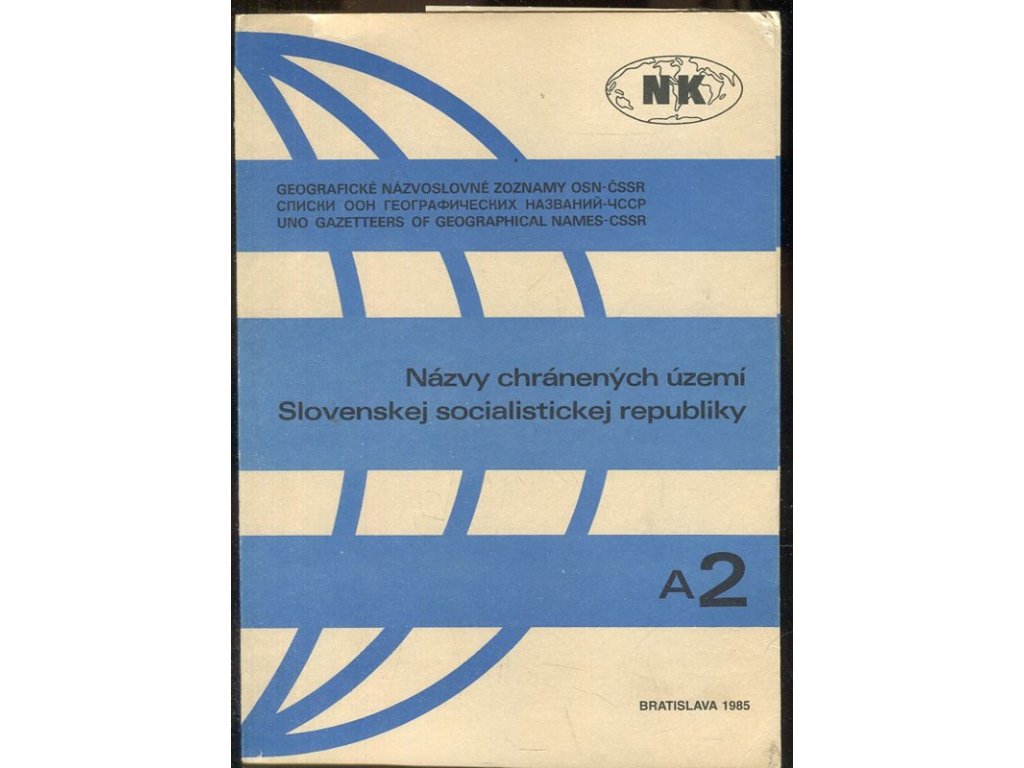 NK
GEOGRAFICKÉ NÁZVOSLOVNÉ ZOZNAMY OSN-ČSSR
СПИСКИ ООН ГЕОГРАФИЧЕСКИХ НАЗВАНИЙ-ЧССР
UNO GAZETTEERS OF GEOGRAPHICAL NAMES-CSSR
Názvy chránených území
Slovenskej socialistickej republiky
A2
BRATISLAVA 1985